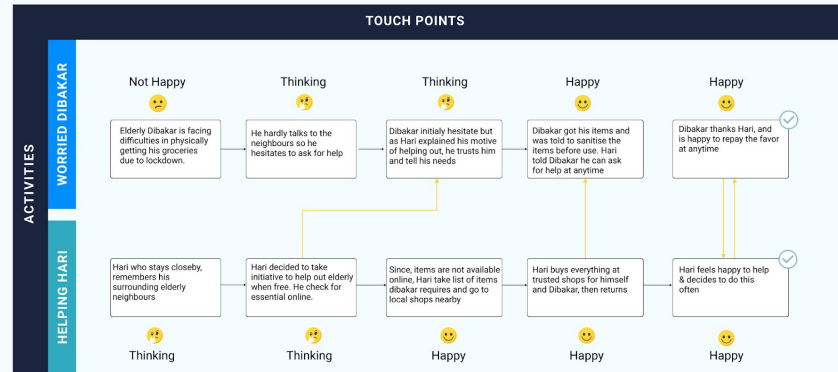 TOUCH POINTS
ACTIVITIES
WORRIED DIBAKAR
Not Happy
Thinking
Thinking
Happy
Happy
Elderly Dibakar is facing
difficulties in physically
getting his groceries
due to lockdown.
He hardly talks to the
neighbours so he
hesitates to ask for help
Dibakar initialy hesitate but
as Hari explained his motive
of helping out, he trusts him
and tell his needs
Dibakar got his items and
was told to sanitise the
items before use. Hari
told Dibakar he can ask
for help at anytime
Dibakar thanks Hari, and
is happy to repay the favor
at anytime
HELPING HARI
Hari who stays closeby,
remembers his
surrounding elderly
neighbours
Hari decided to take
initiative to help out elderly
when free. He check for
essential online.
Since, items are not available
online, Hari take list of items
dibakar requires and go to
local shops nearby
Hari buys everything at
trusted shops for himself
and Dibakar, then returns
Hari feels happy to help
& decides to do this
often
Thinking
Thinking
Happy
Happy
Happy